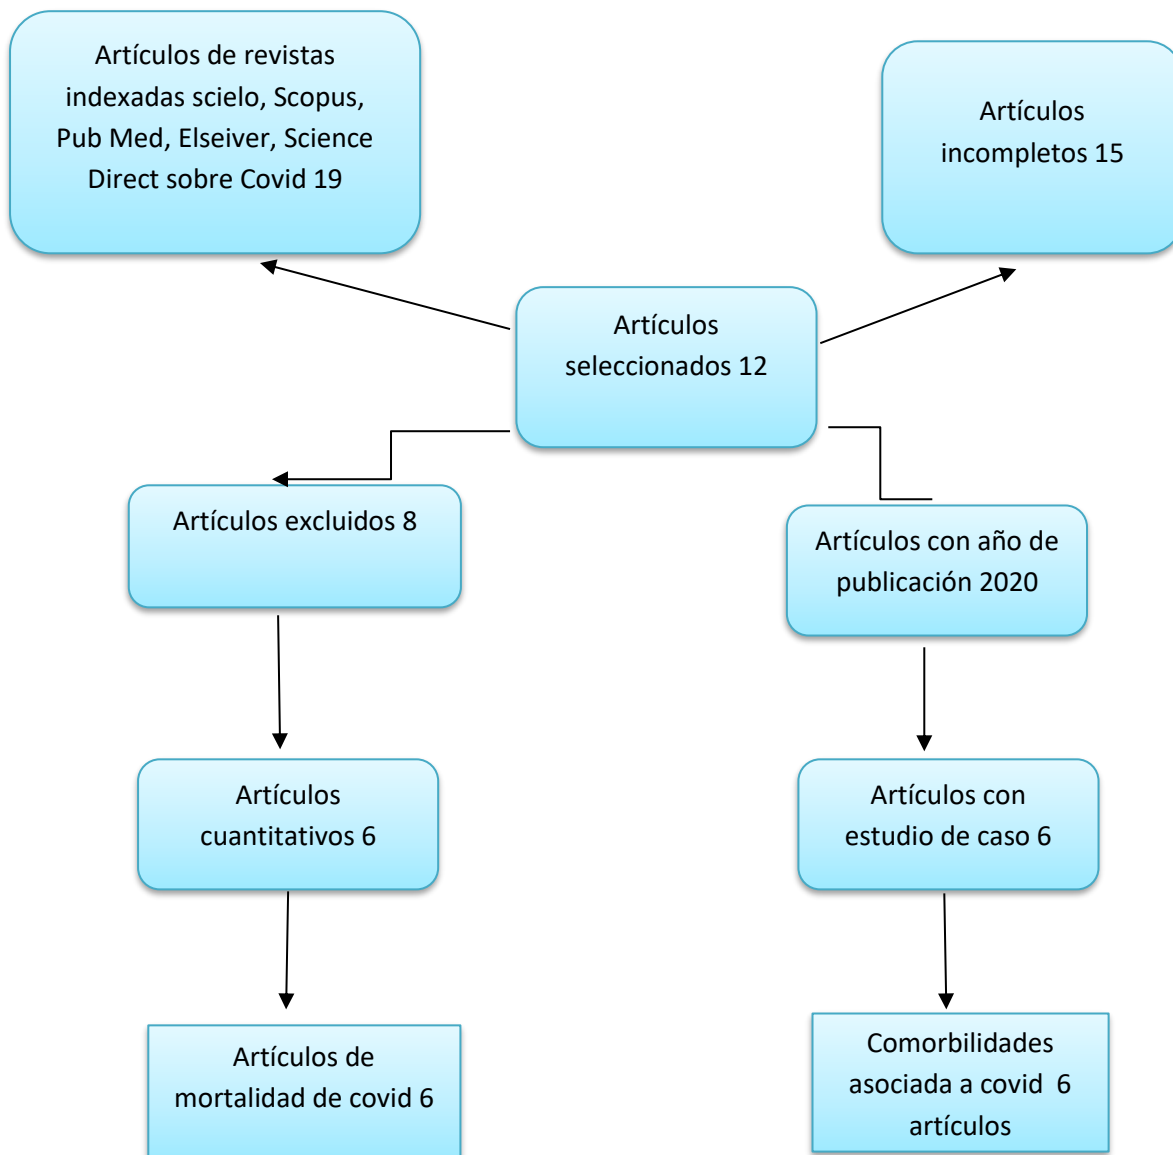 Artículos de revistas
indexadas scielo, Scopus,
Pub Med, Elseiver, Science
Direct sobre Covid 19
Artículos
incompletos 15
Artículos
seleccionados 12
Artículos excluidos 8
Artículos con año de
publicación 2020
Artículos
cuantitativos 6
Artículos con
estudio de caso 6
Artículos de
mortalidad de covid 6
Comorbilidades
asociada a covid  6
artículos